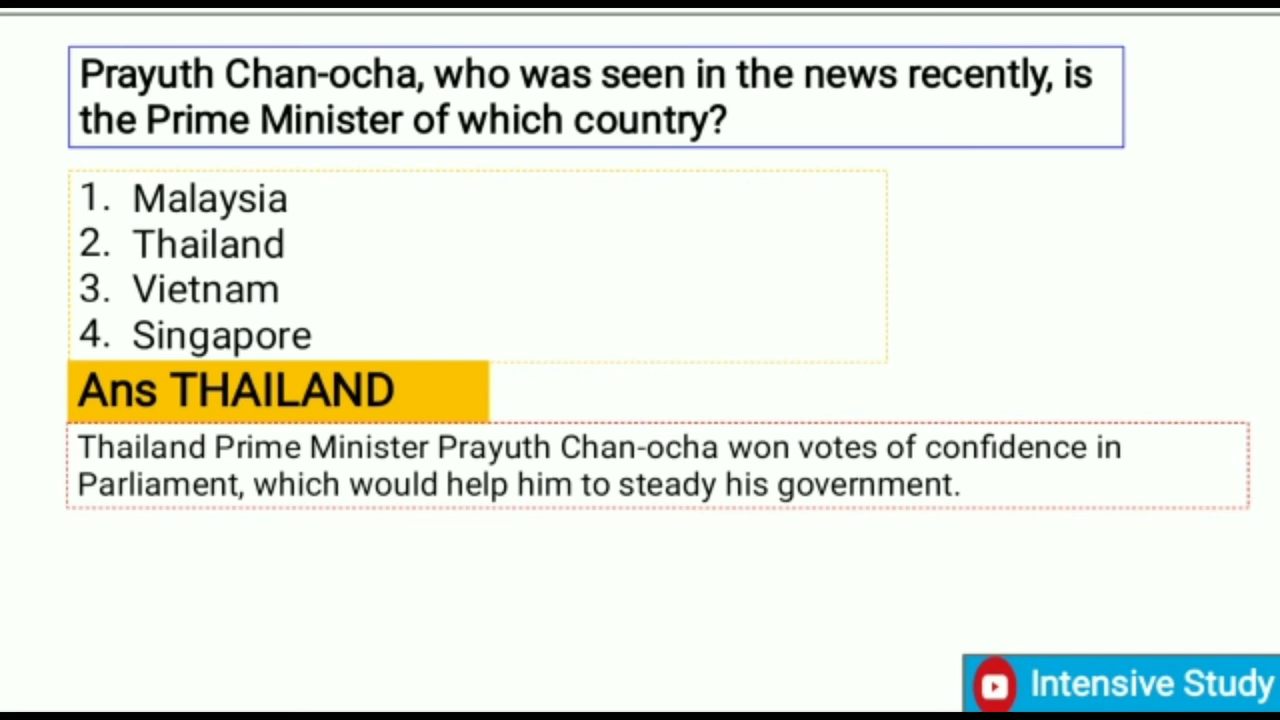 Prayuth Chan-ocha, who was seen in the news recently, is
the Prime Minister of which country?
1. Malaysia
2. Thailand
3. Vietnam
4. Singapore
Ans THAILAND
Thailand Prime Minister Prayuth Chan-ocha won votes of confidence in
Parliament, which would help him to steady his government.
Intensive Study